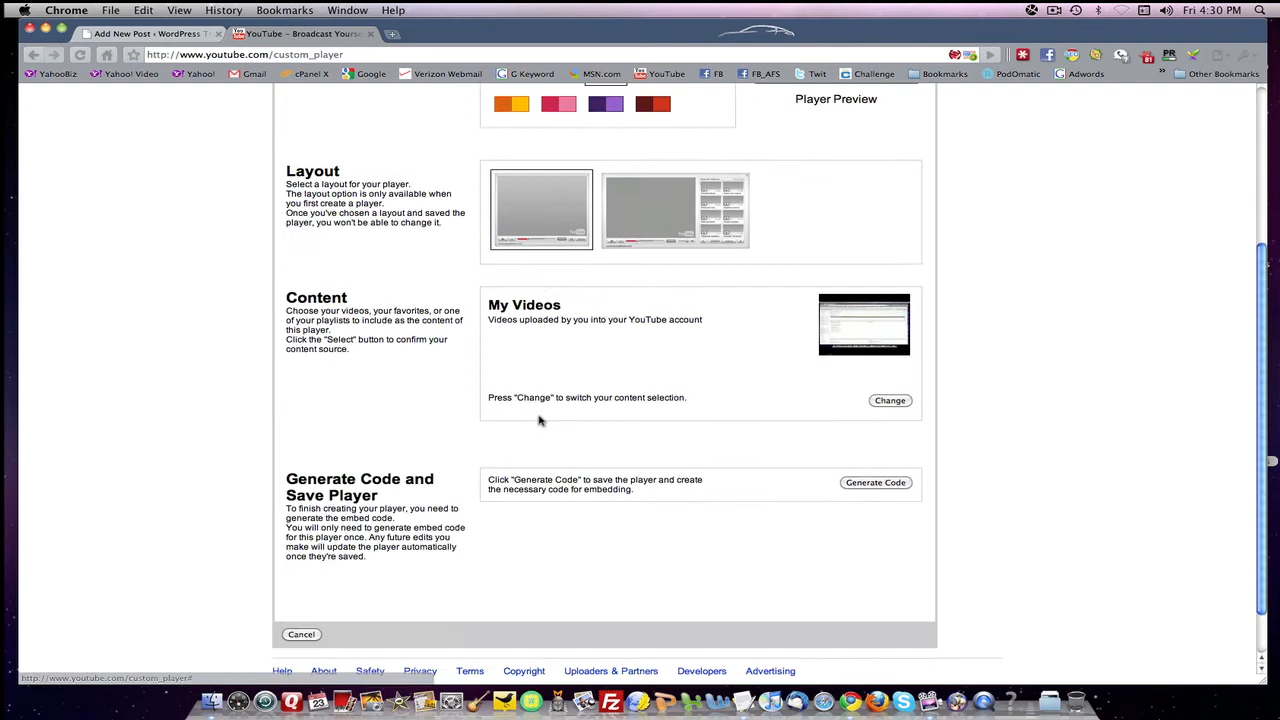 Chrome File Edit View History Bookmarks Window Help Fri 4:30 PM
Add New Post ‹ WordPress T YouTube – Broadcast Yourse
http://www.youtube.com/custom_player
YahooBiz Yahoo! Video Yahoo! Gmail cPanel X Google Verizon Webmail G Keyword MSN.com YouTube FB FB_AFS Twit Challenge Bookmarks PodOmatic Adwords » Other Bookmarks
Player Preview
Layout
Select a layout for your player.
The layout option is only available when
you first create a player.
Once you've chosen a layout and saved the
player, you won't be able to change it.
Content
Choose your videos, your favorites, or one
of your playlists to include as the content of
this player.
Click the "Select" button to confirm your
content source.
My Videos
Videos uploaded by you into your YouTube account
Press "Change" to switch your content selection.
Change
Generate Code and
Save Player
To finish creating your player, you need to
generate the embed code.
You will only need to generate embed code
for this player once. Any future edits you
make will update the player automatically
once they're saved.
Click "Generate Code" to save the player and create
the necessary code for embedding.
Generate Code
Cancel
Help About Safety Privacy Terms Copyright Uploaders & Partners Developers Advertising
http://www.youtube.com/custom_player#